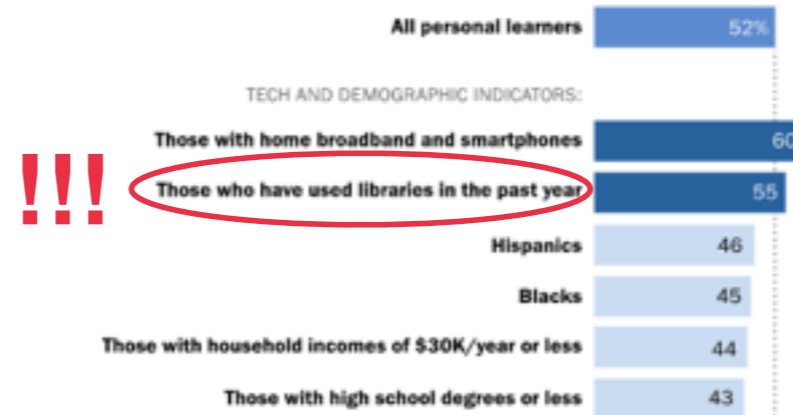 All personal learners 52%
TECH AND DEMOGRAPHIC INDICATORS:
Those with home broadband and smartphones 60
!!! Those who have used libraries in the past year 55
Hispanics 46
Blacks 45
Those with household incomes of $30K/year or less 44
Those with high school degrees or less 43